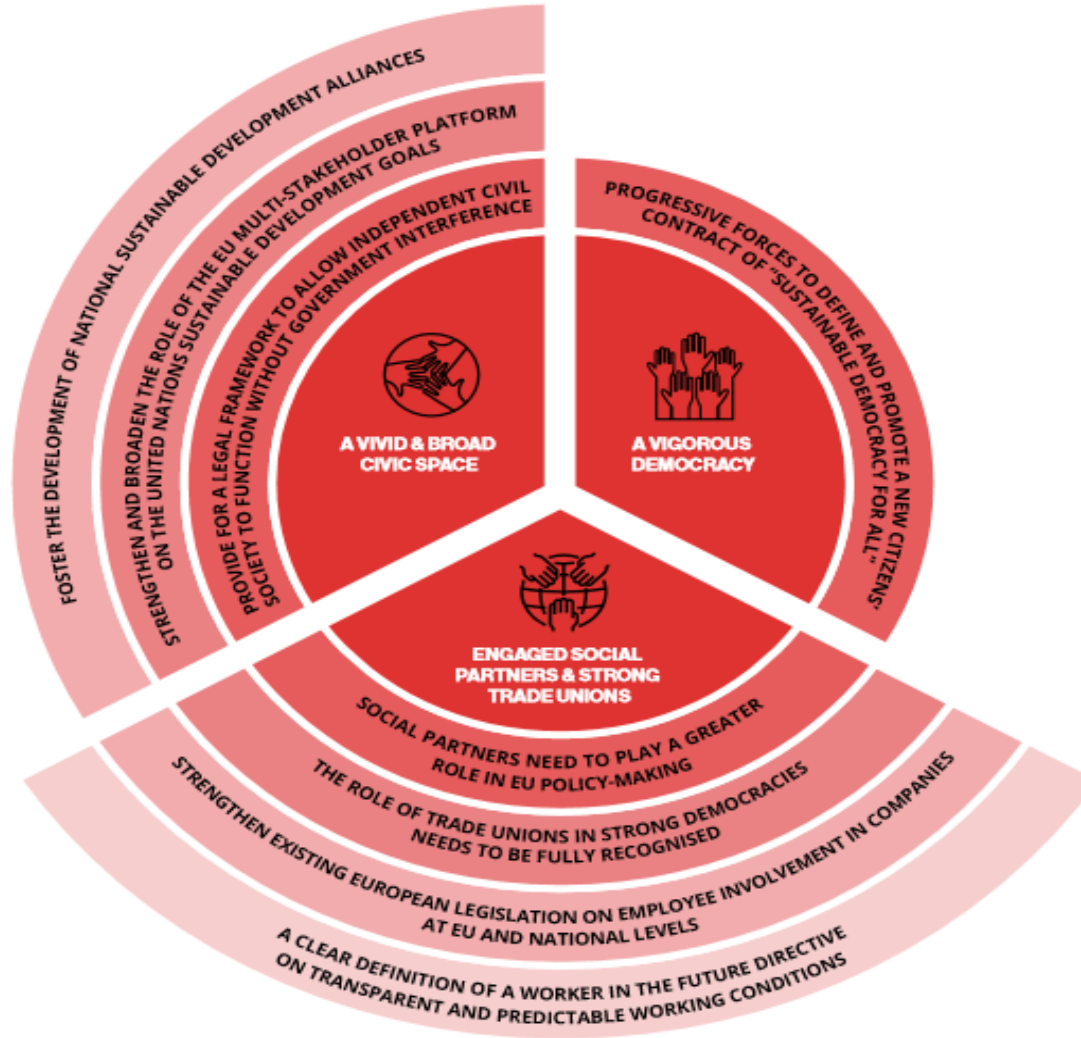 FOSTER THE DEVELOPMENT OF NATIONAL SUSTAINABLE DEVELOPMENT ALLIANCES
STRENGTHEN AND BROADEN THE ROLE OF THE EU MULTI-STAKEHOLDER PLATFORM
ON THE UNITED NATIONS SUSTAINABLE DEVELOPMENT GOALS
PROVIDE FOR A LEGAL FRAMEWORK TO ALLOW INDEPENDENT CIVIL
SOCIETY TO FUNCTION WITHOUT GOVERNMENT INTERFERENCE
A VIVID & BROAD
CIVIC SPACE
PROGRESSIVE FORCES TO DEFINE AND PROMOTE A NEW CITIZENS'
CONTRACT OF "SUSTAINABLE DEMOCRACY FOR ALL"
A VIGOROUS
DEMOCRACY
ENGAGED SOCIAL
PARTNERS & STRONG
TRADE UNIONS
SOCIAL PARTNERS NEED TO PLAY A GREATER
ROLE IN EU POLICY-MAKING
THE ROLE OF TRADE UNIONS IN STRONG DEMOCRACIES
NEEDS TO BE FULLY RECOGNISED
STRENGTHEN EXISTING EUROPEAN LEGISLATION ON EMPLOYEE INVOLVEMENT IN COMPANIES
AT EU AND NATIONAL LEVELS
A CLEAR DEFINITION OF A WORKER IN THE FUTURE DIRECTIVE
ON TRANSPARENT AND PREDICTABLE WORKING CONDITIONS